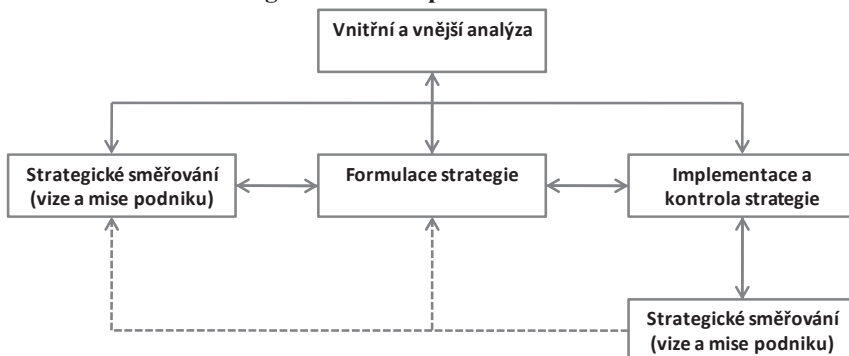 Vnitřní a vnější analýza
Strategické směřování
(vize a mise podniku)
Formulace strategie
Implementace a
kontrola strategie
Strategické směřování
(vize a mise podniku)